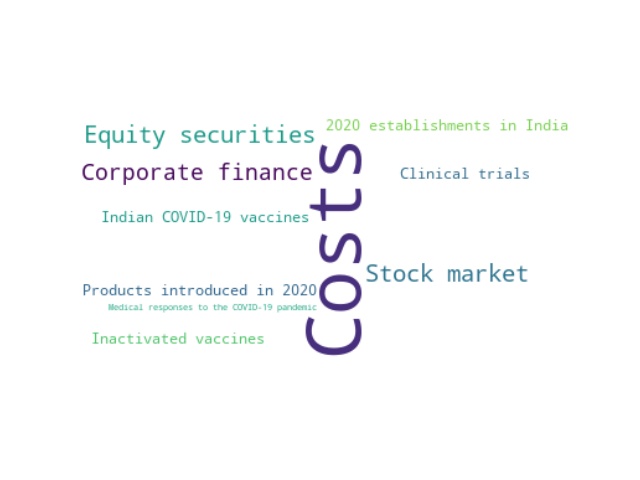 Equity securities
2020 establishments in India
Corporate finance
Clinical trials
Indian COVID-19 vaccines
Costs
Stock market
Products introduced in 2020
Medical responses to the COVID-19 pandemic
Inactivated vaccines